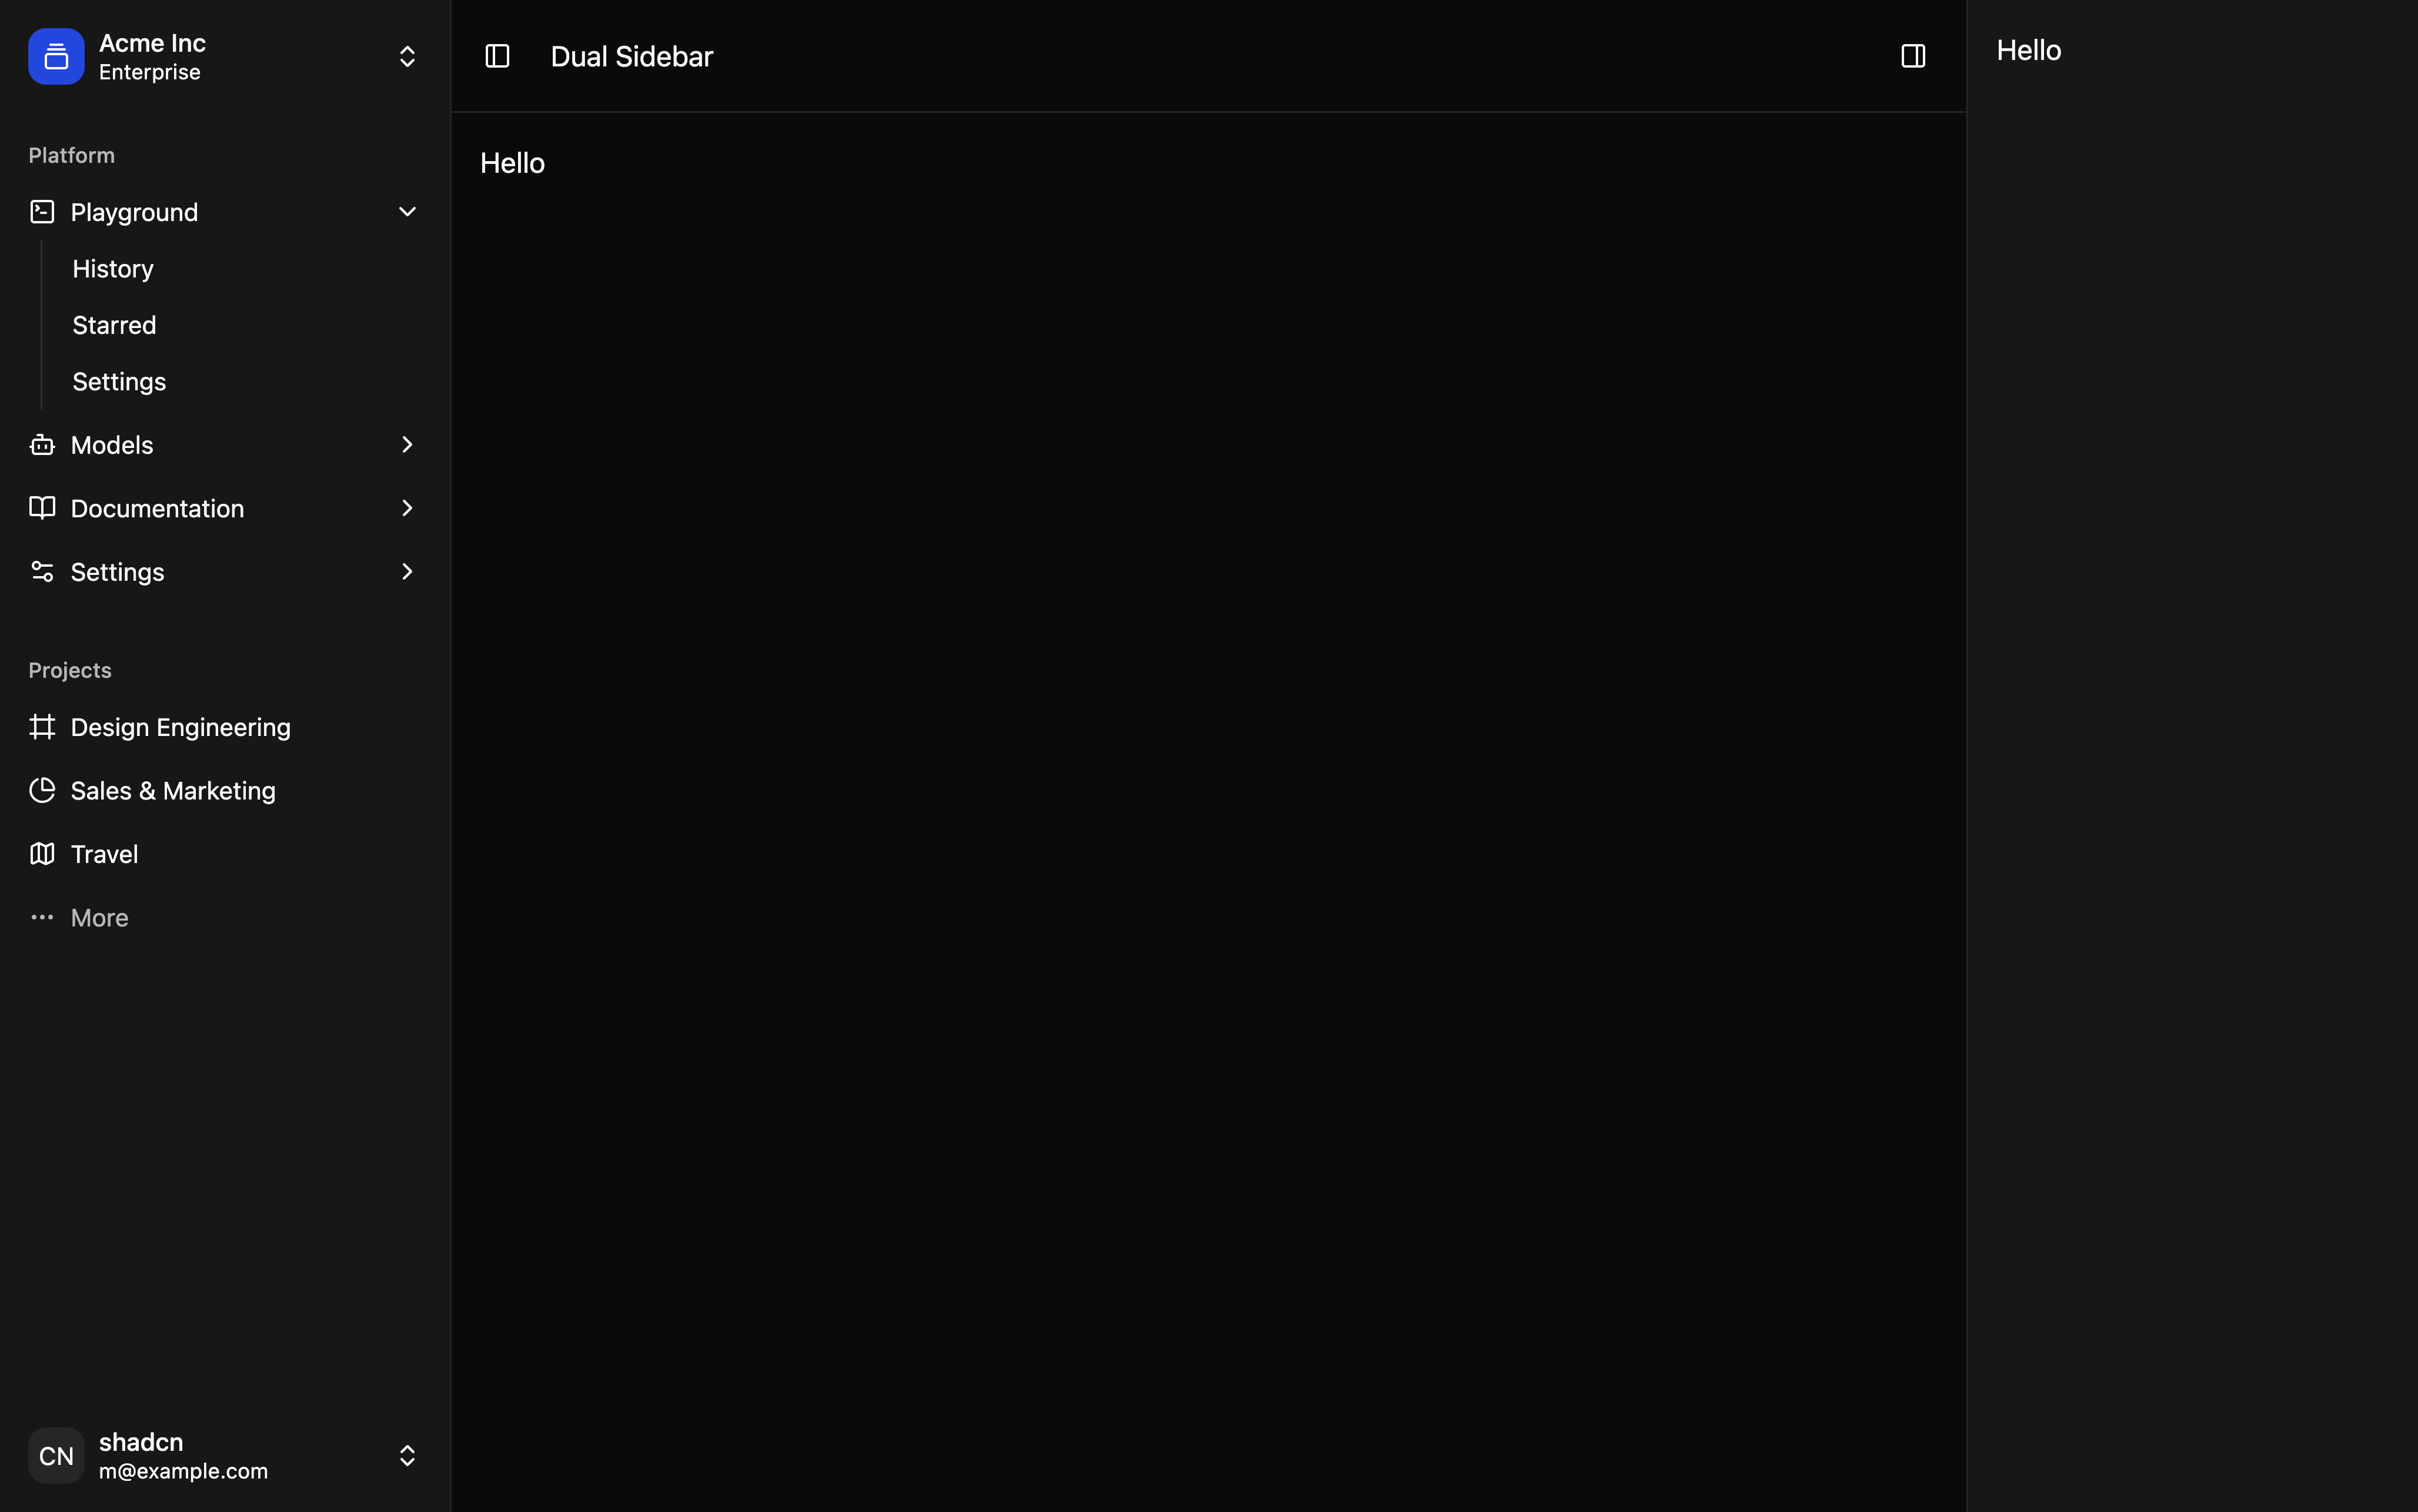 Acme Inc
Enterprise
Platform
Playground
History
Starred
Settings
Models
Documentation
Settings
Projects
Design Engineering
Sales & Marketing
Travel
More
CN
shadcn
m@example.com
Dual Sidebar
Hello
Hello